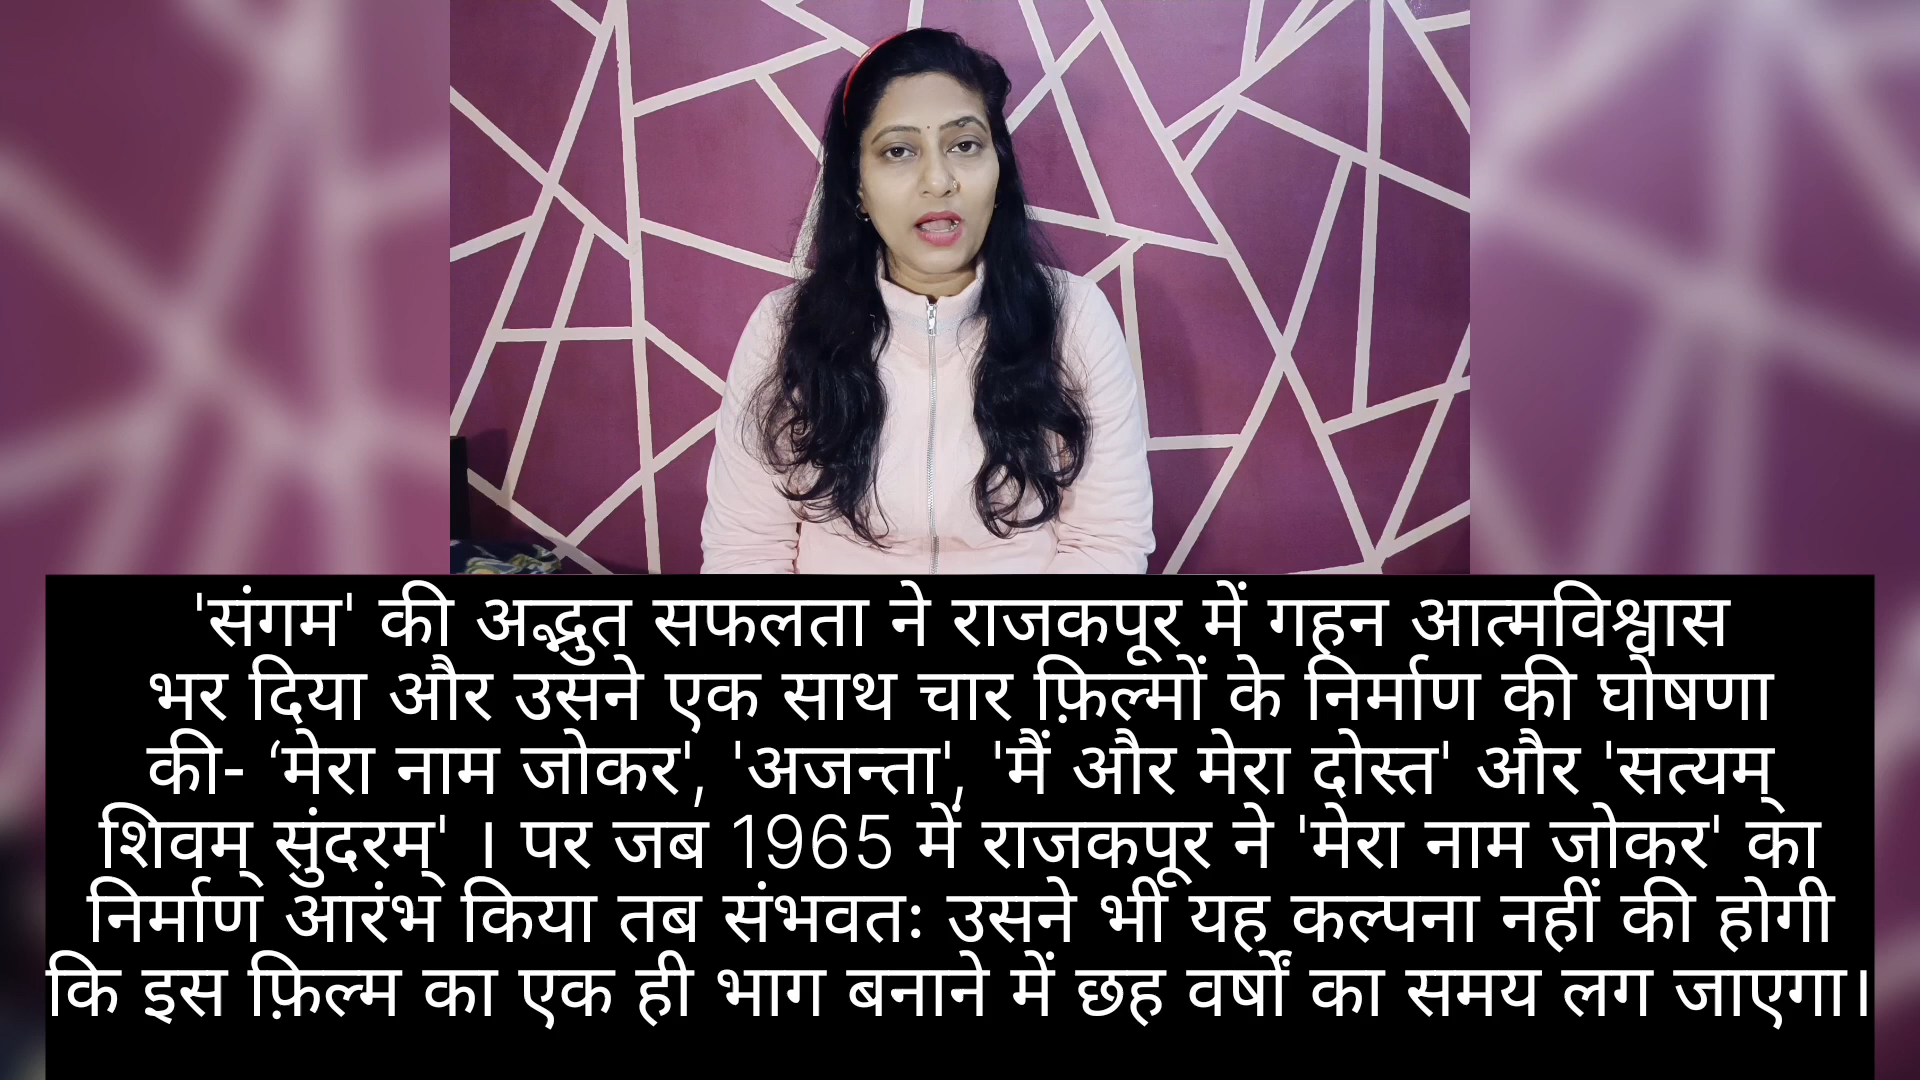 'संगम' की अद्भुत सफलता ने राजकपूर में गहन आत्मविश्वास
भर दिया और उसने एक साथ चार फ़िल्मों के निर्माण की घोषणा
की- ‘मेरा नाम जोकर', 'अजन्ता', 'मैं और मेरा दोस्त' और 'सत्यम्
शिवम् सुंदरम्' । पर जब 1965 में राजकपूर ने 'मेरा नाम जोकर' का
निर्माण आरंभ किया तब संभवतः उसने भी यह कल्पना नहीं की होगी
कि इस फ़िल्म का एक ही भाग बनाने में छह वर्षों का समय लग जाएगा।